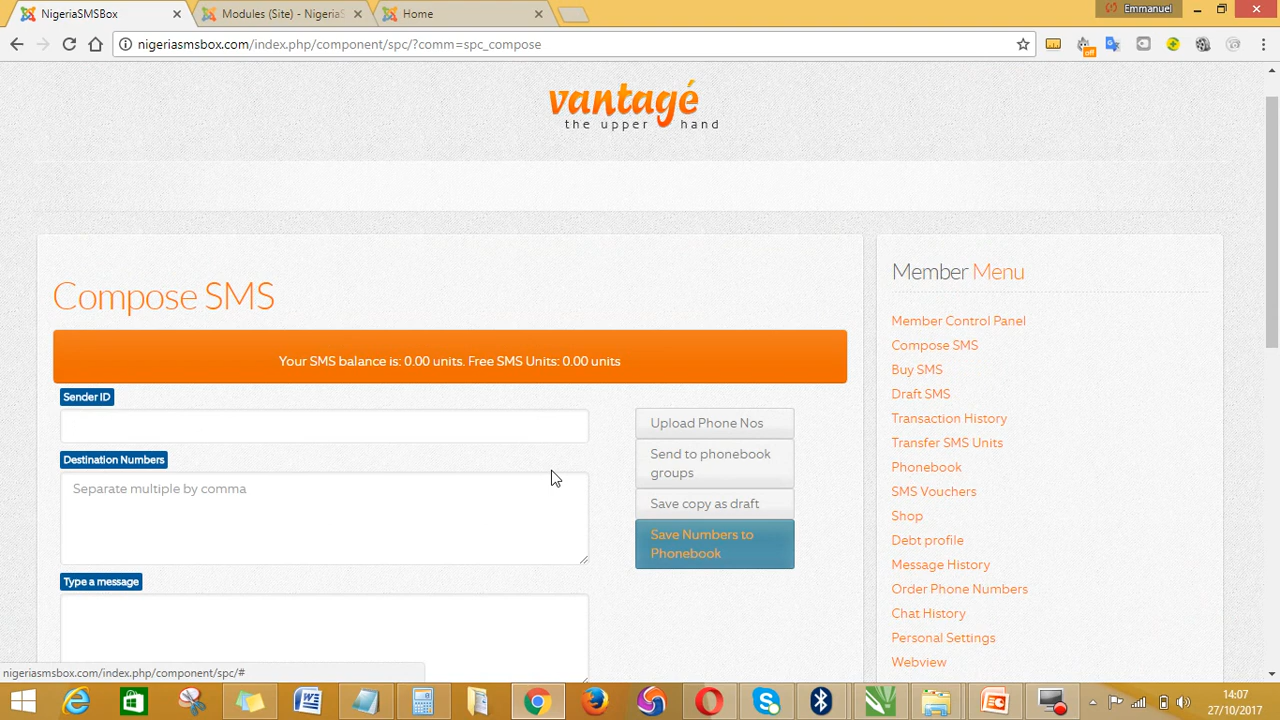 NigeriaSMSBox
Modules (Site) - NigeriaS
Home
Emmanuel
nigeriasmsbox.com/index.php/component/spc/?comm=spc_compose
off
vantagé
the upper hand
Compose SMS
Your SMS balance is: 0.00 units. Free SMS Units: 0.00 units
Sender ID
Destination Numbers
Separate multiple by comma
Type a message
Upload Phone Nos
Send to phonebook
groups
Save copy as draft
Save Numbers to
Phonebook
Member Menu
Member Control Panel
Compose SMS
Buy SMS
Draft SMS
Transaction History
Transfer SMS Units
Phonebook
SMS Vouchers
Shop
Debt profile
Message History
Order Phone Numbers
Chat History
Personal Settings
Webview
nigeriasmsbox.com/index.php/component/spc/#
14:07
27/10/2017